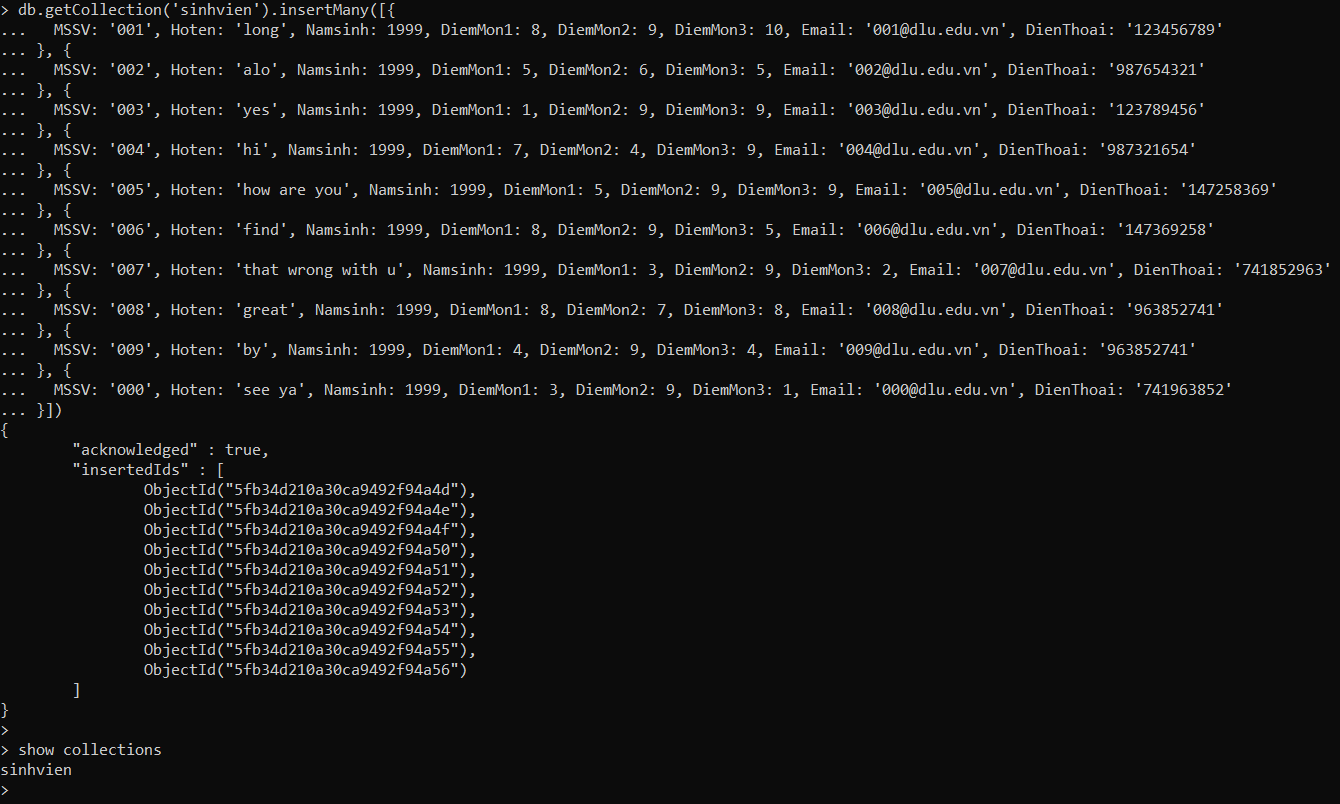 > db.getCollection('sinhvien').insertMany([{
...   MSSV: '001', Hoten: 'long', Namsinh: 1999, DiemMon1: 8, DiemMon2: 9, DiemMon3: 10, Email: '001@dlu.edu.vn', DienThoai: '123456789'
... }, {
...   MSSV: '002', Hoten: 'alo', Namsinh: 1999, DiemMon1: 5, DiemMon2: 6, DiemMon3: 5, Email: '002@dlu.edu.vn', DienThoai: '987654321'
... }, {
...   MSSV: '003', Hoten: 'yes', Namsinh: 1999, DiemMon1: 1, DiemMon2: 9, DiemMon3: 9, Email: '003@dlu.edu.vn', DienThoai: '123789456'
... }, {
...   MSSV: '004', Hoten: 'hi', Namsinh: 1999, DiemMon1: 7, DiemMon2: 4, DiemMon3: 9, Email: '004@dlu.edu.vn', DienThoai: '987321654'
... }, {
...   MSSV: '005', Hoten: 'how are you', Namsinh: 1999, DiemMon1: 5, DiemMon2: 9, DiemMon3: 9, Email: '005@dlu.edu.vn', DienThoai: '147258369'
... }, {
...   MSSV: '006', Hoten: 'find', Namsinh: 1999, DiemMon1: 8, DiemMon2: 9, DiemMon3: 5, Email: '006@dlu.edu.vn', DienThoai: '147369258'
... }, {
...   MSSV: '007', Hoten: 'that wrong with u', Namsinh: 1999, DiemMon1: 3, DiemMon2: 9, DiemMon3: 2, Email: '007@dlu.edu.vn', DienThoai: '741852963'
... }, {
...   MSSV: '008', Hoten: 'great', Namsinh: 1999, DiemMon1: 8, DiemMon2: 7, DiemMon3: 8, Email: '008@dlu.edu.vn', DienThoai: '963852741'
... }, {
...   MSSV: '009', Hoten: 'by', Namsinh: 1999, DiemMon1: 4, DiemMon2: 9, DiemMon3: 4, Email: '009@dlu.edu.vn', DienThoai: '963852741'
... }, {
...   MSSV: '000', Hoten: 'see ya', Namsinh: 1999, DiemMon1: 3, DiemMon2: 9, DiemMon3: 1, Email: '000@dlu.edu.vn', DienThoai: '741963852'
... }])
{
        "acknowledged" : true,
        "insertedIds" : [
                ObjectId("5fb34d210a30ca9492f94a4d"),
                ObjectId("5fb34d210a30ca9492f94a4e"),
                ObjectId("5fb34d210a30ca9492f94a4f"),
                ObjectId("5fb34d210a30ca9492f94a50"),
                ObjectId("5fb34d210a30ca9492f94a51"),
                ObjectId("5fb34d210a30ca9492f94a52"),
                ObjectId("5fb34d210a30ca9492f94a53"),
                ObjectId("5fb34d210a30ca9492f94a54"),
                ObjectId("5fb34d210a30ca9492f94a55"),
                ObjectId("5fb34d210a30ca9492f94a56")
        ]
}
>
> show collections
sinhvien
>